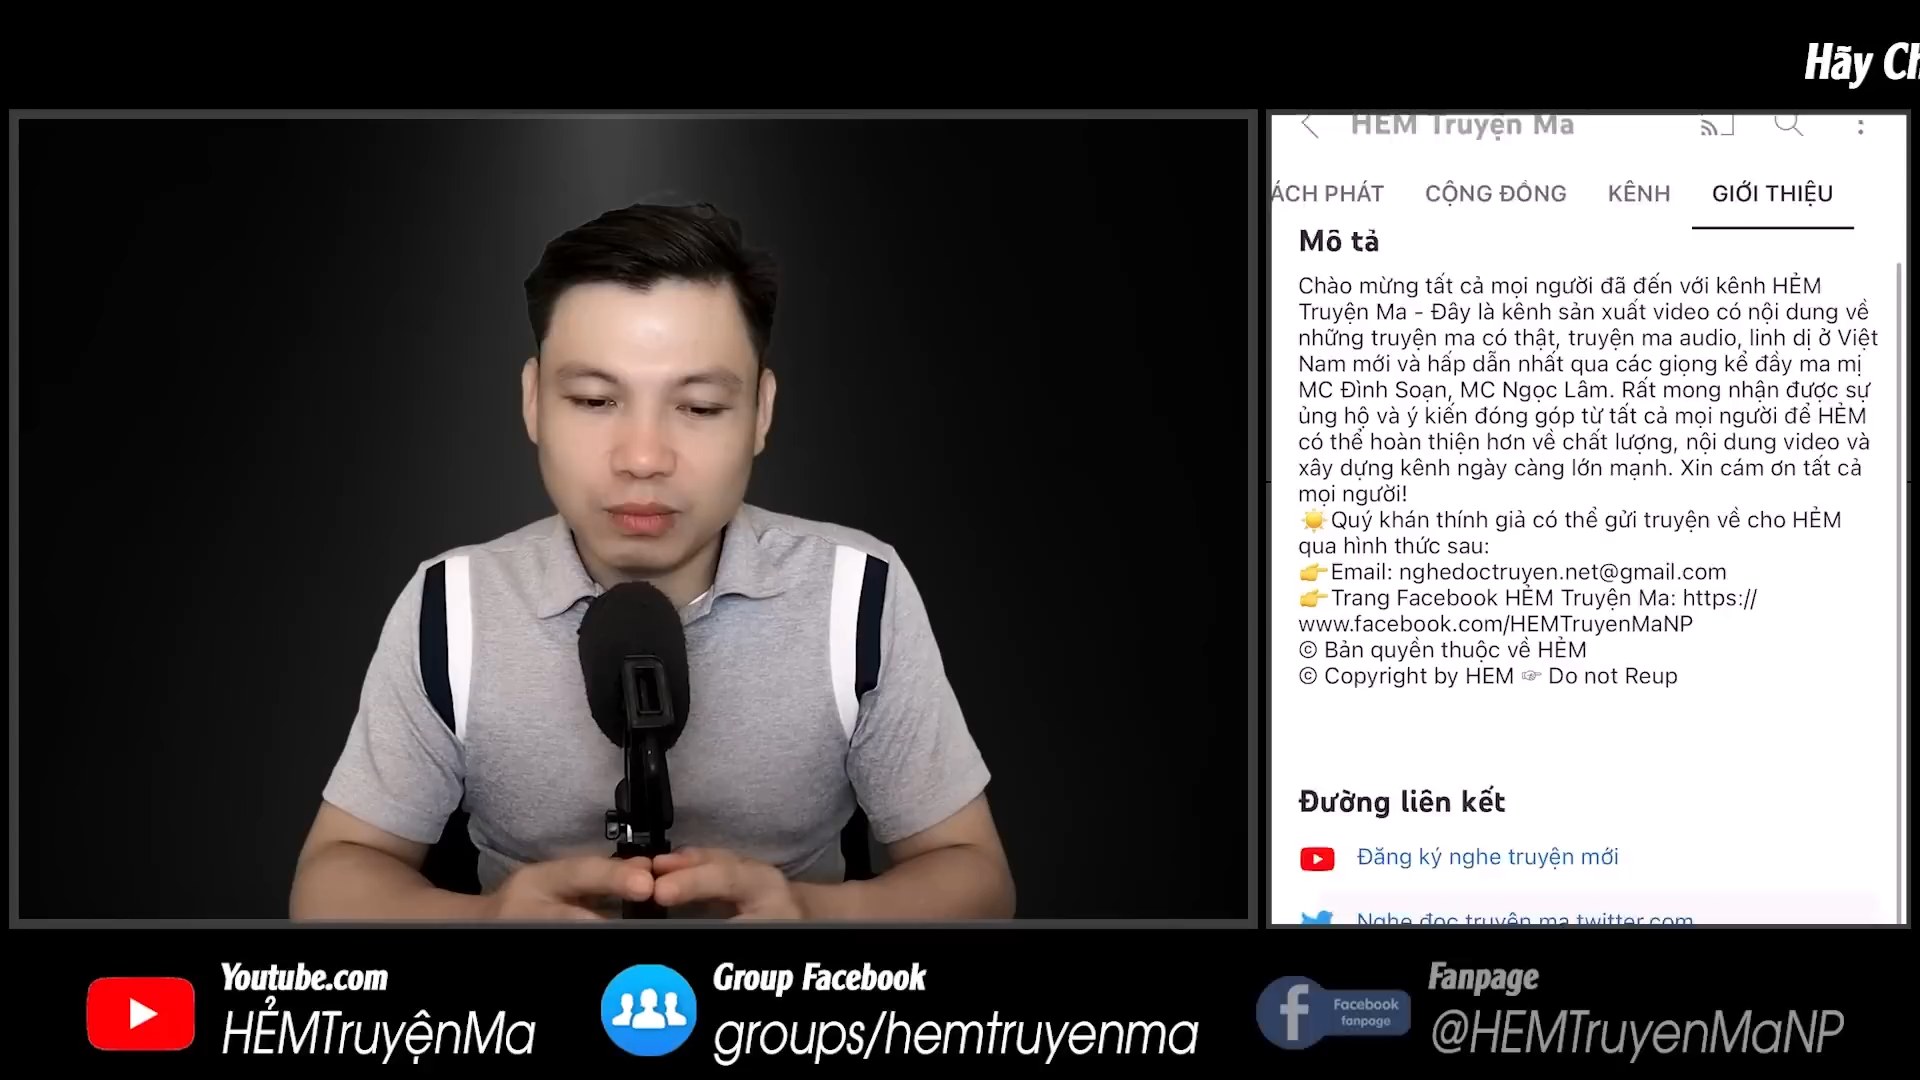 Hãy Ch
HẺM Truyện Ma
ÁCH PHÁT CỘNG ĐỒNG KÊNH GIỚI THIỆU
Mô tả
Chào mừng tất cả mọi người đã đến với kênh HẺM
Truyện Ma - Đây là kênh sản xuất video có nội dung về
những truyện ma có thật, truyện ma audio, linh dị ở Việt
Nam mới và hấp dẫn nhất qua các giọng kể đầy ma mị
MC Đình Soạn, MC Ngọc Lâm. Rất mong nhận được sự
ủng hộ và ý kiến đóng góp từ tất cả mọi người để HẺM
có thể hoàn thiện hơn về chất lượng, nội dung video và
xây dựng kênh ngày càng lớn mạnh. Xin cám ơn tất cả
mọi người!
☀️Quý khán thính giả có thể gửi truyện về cho HẺM
qua hình thức sau:
👉Email: nghedoctruyen.net@gmail.com
👉Trang Facebook HẺM Truyện Ma: https://
www.facebook.com/HEMTruyenMaNP
© Bản quyền thuộc về HẺM
© Copyright by HEM ☞ Do not Reup
Đường liên kết
Đăng ký nghe truyện mới
Nghe đọc truyện ma twitter.com
Youtube.com
HẺMTruyệnMa
Group Facebook
groups/hemtruyenma
Facebook
fanpage
Fanpage
@HEMTruyenMaNP